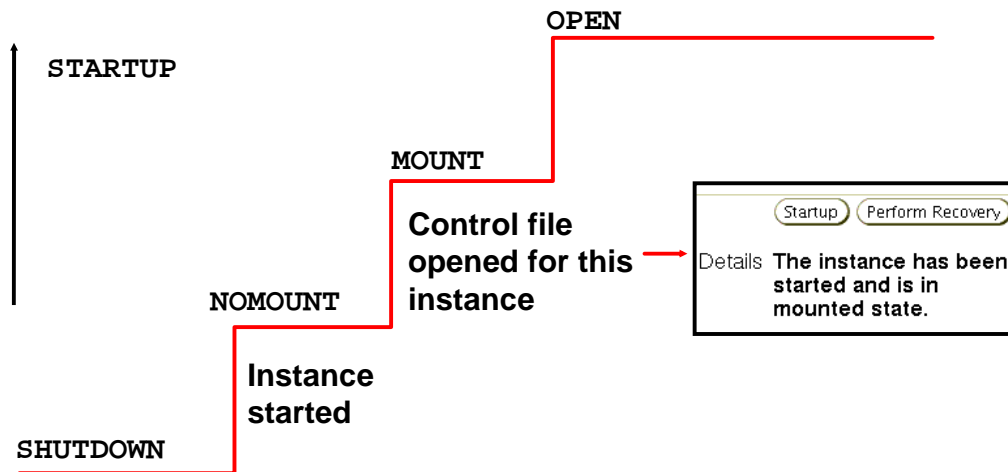 OPEN
STARTUP
MOUNT
Control file
opened for this
instance
Startup
Perform Recovery
Details The instance has been
started and is in
mounted state.
NOMOUNT
Instance
started
SHUTDOWN